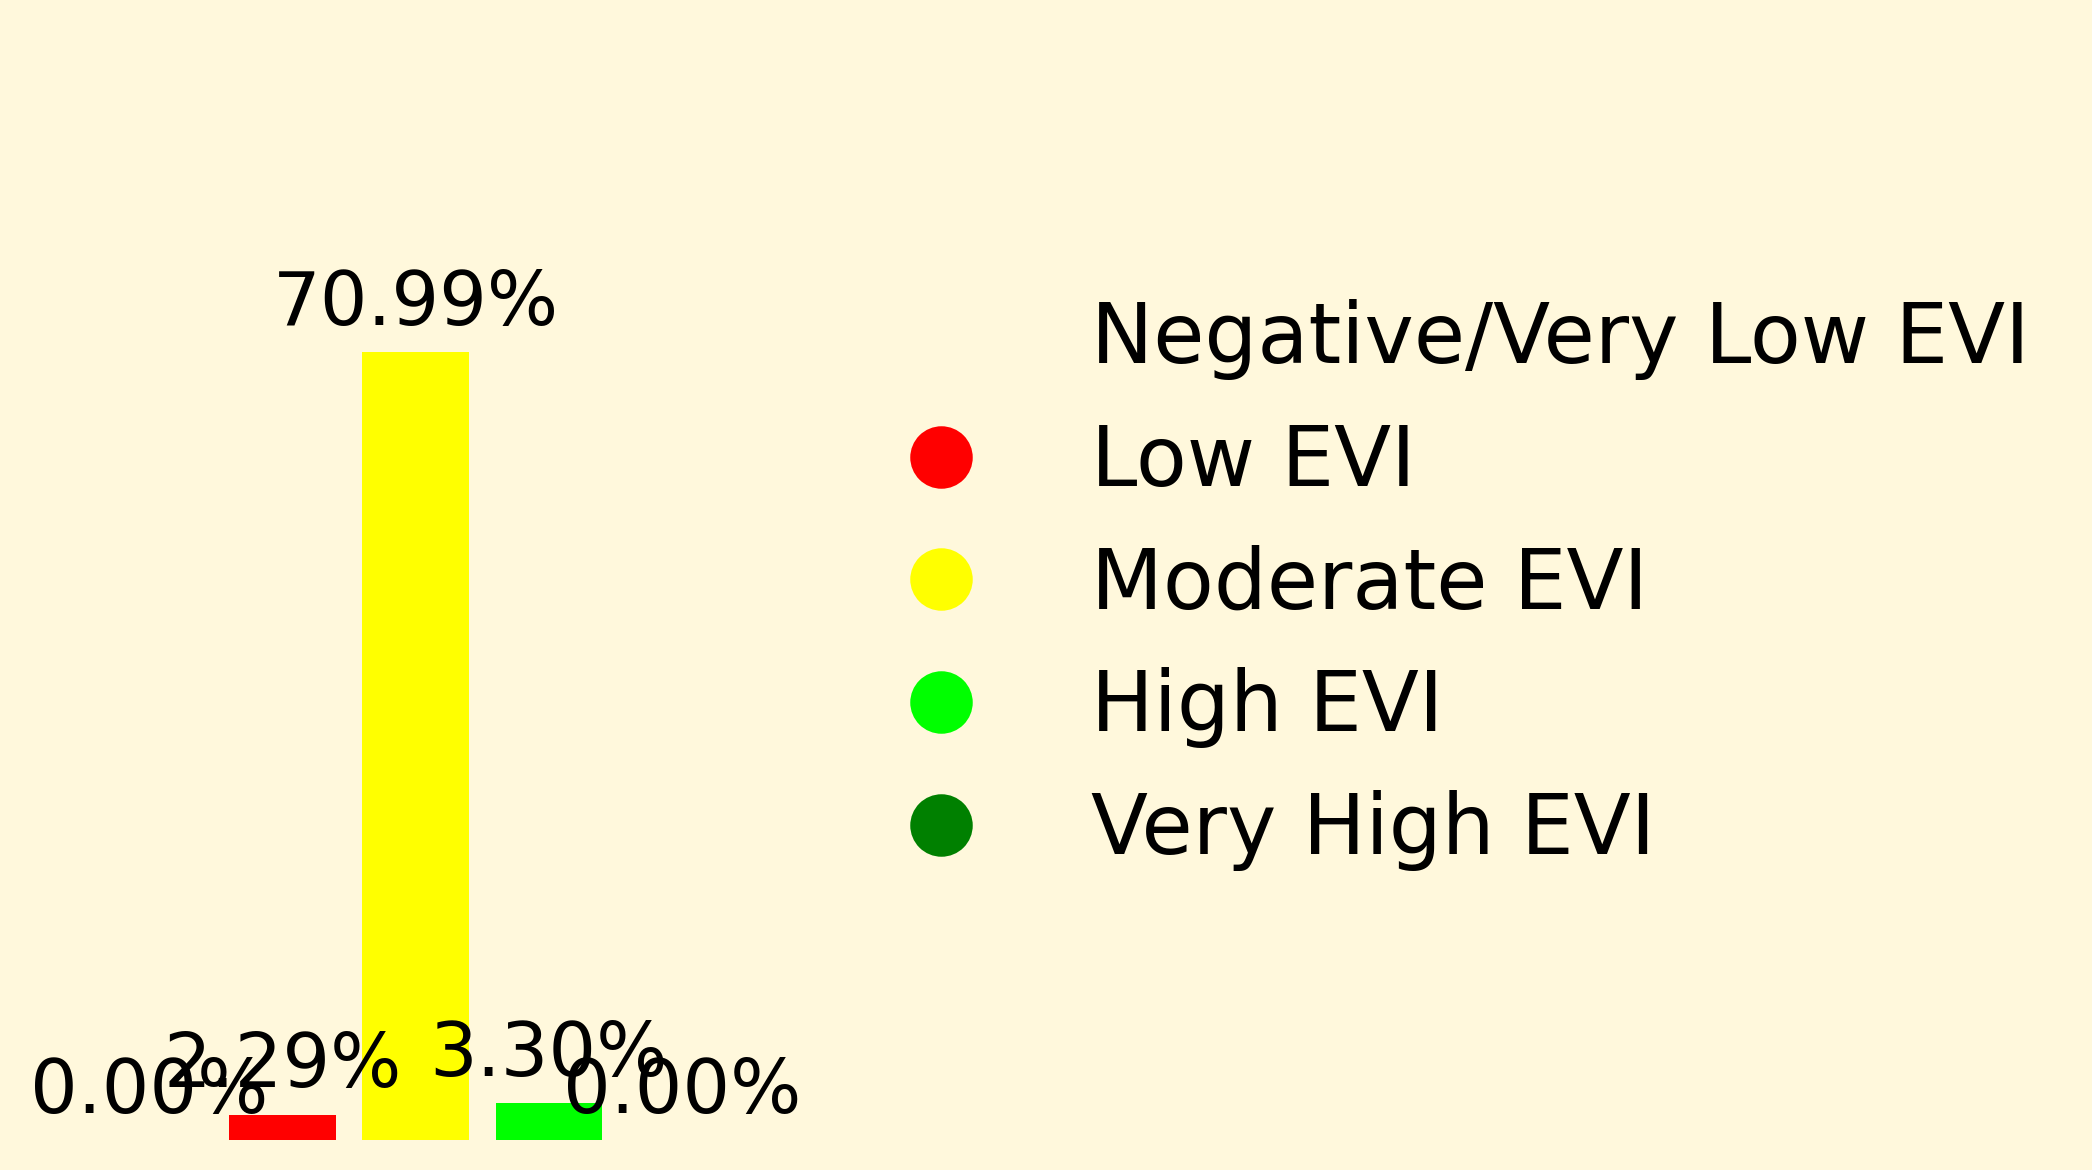 70.99%
Negative/Very Low EVI
Low EVI
Moderate EVI
High EVI
Very High EVI
0.00%
2.29%
3.30%
0.00%